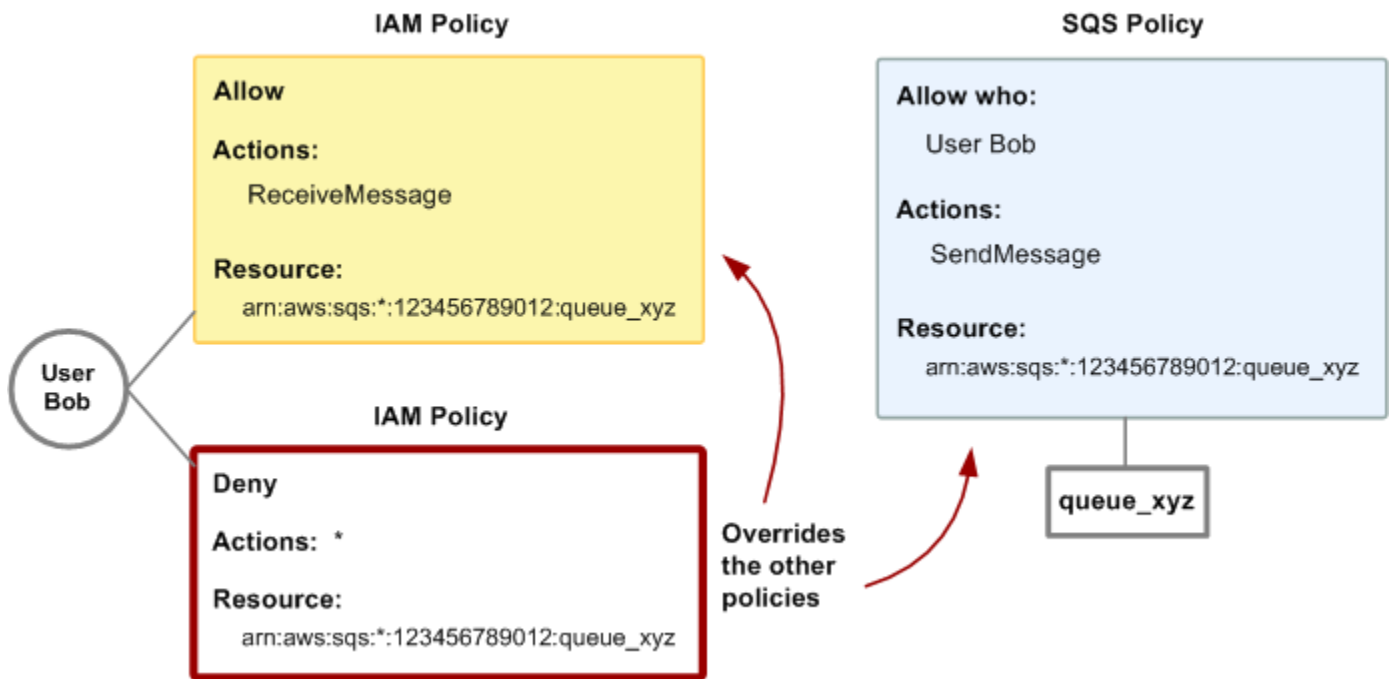 IAM Policy
Allow
Actions:
ReceiveMessage
Resource:
arn:aws:sqs:*:123456789012:queue_xyz
User
Bob
IAM Policy
Deny
Actions: *
Resource:
arn:aws:sqs:*:123456789012:queue_xyz
Overrides
the other
policies
SQS Policy
Allow who:
User Bob
Actions:
SendMessage
Resource:
arn:aws:sqs:*:123456789012:queue_xyz
queue_xyz